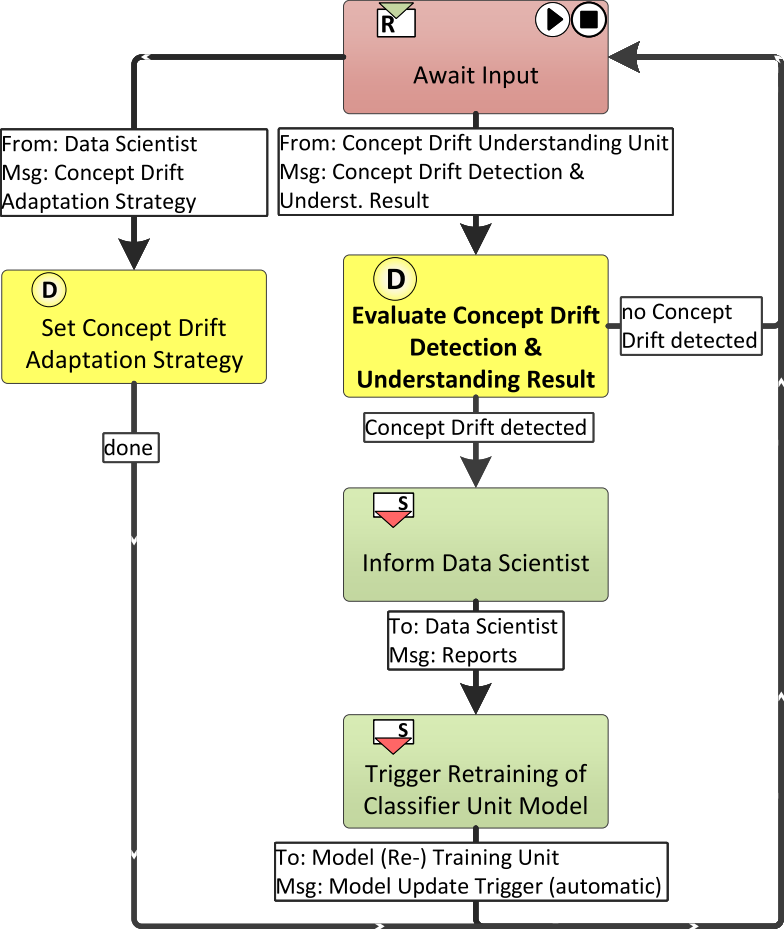 R
Await Input
From: Data Scientist
Msg: Concept Drift
Adaptation Strategy
From: Concept Drift Understanding Unit
Msg: Concept Drift Detection &
Underst. Result
D
Set Concept Drift
Adaptation Strategy
D
Evaluate Concept Drift
Detection &
Understanding Result
no Concept
Drift detected
done
Concept Drift detected
S
Inform Data Scientist
To: Data Scientist
Msg: Reports
S
Trigger Retraining of
Classifier Unit Model
To: Model (Re-) Training Unit
Msg: Model Update Trigger (automatic)